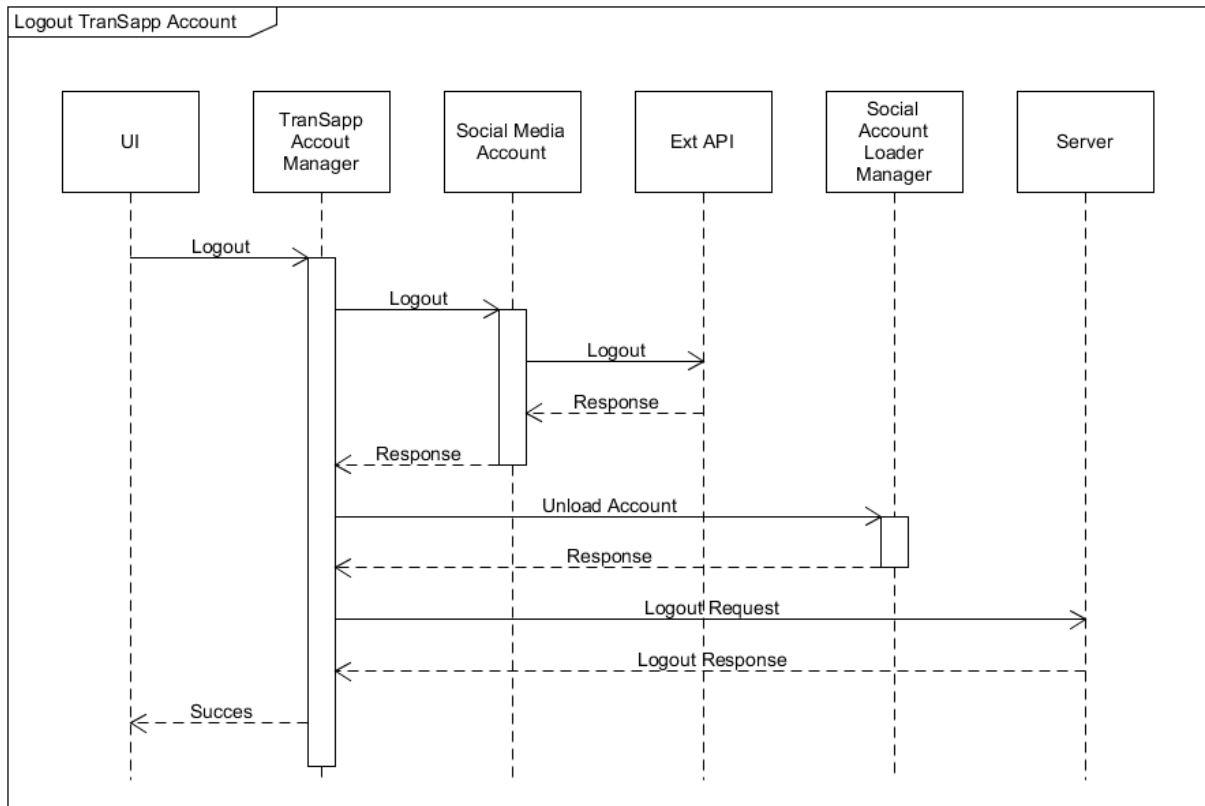 Logout TranSapp Account
UI
TranSapp
Accout
Manager
Social Media
Account
Ext API
Social
Account
Loader
Manager
Server
Logout
Logout
Logout
Response
Response
Unload Account
Response
Logout Request
Logout Response
Succes